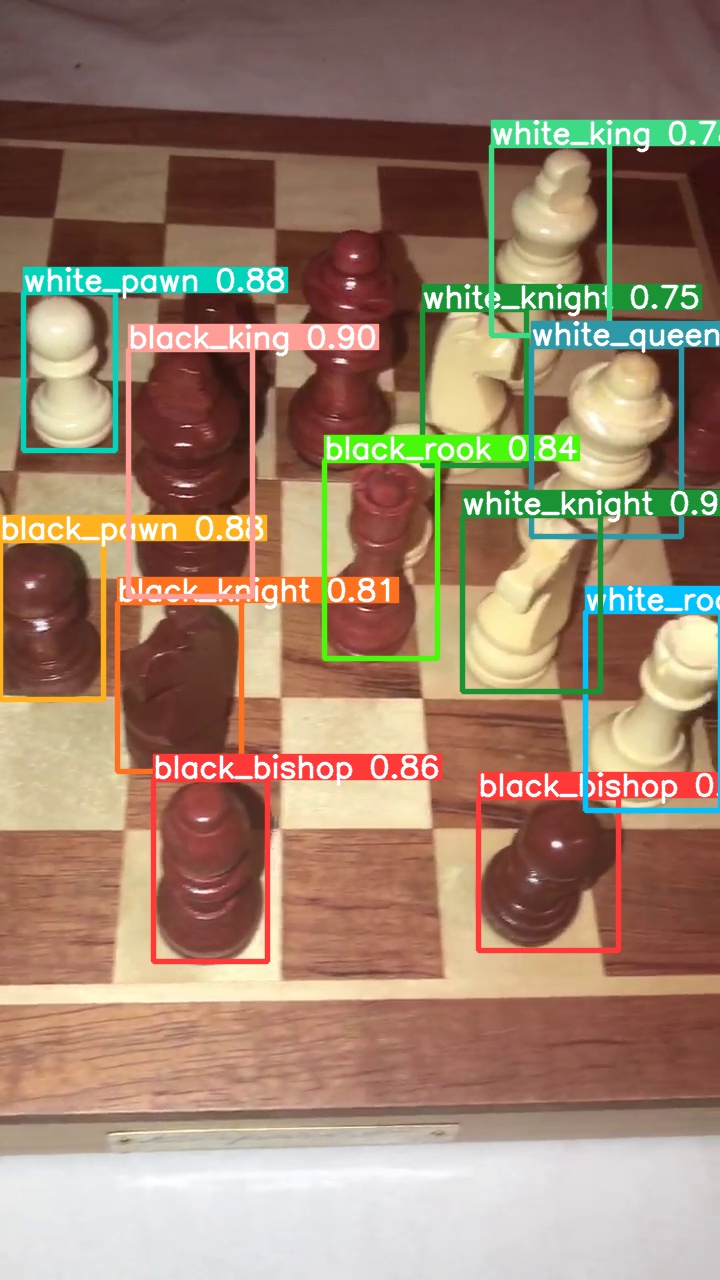 white_king 0.7
white_pawn 0.88
white_knight 0.75
black_king 0.90
white_queen
black_rook 0.84
white_knight 0.9
black_pawn 0.88
black_knight 0.81
white_ro
black_bishop 0.86
black_bishop 0.